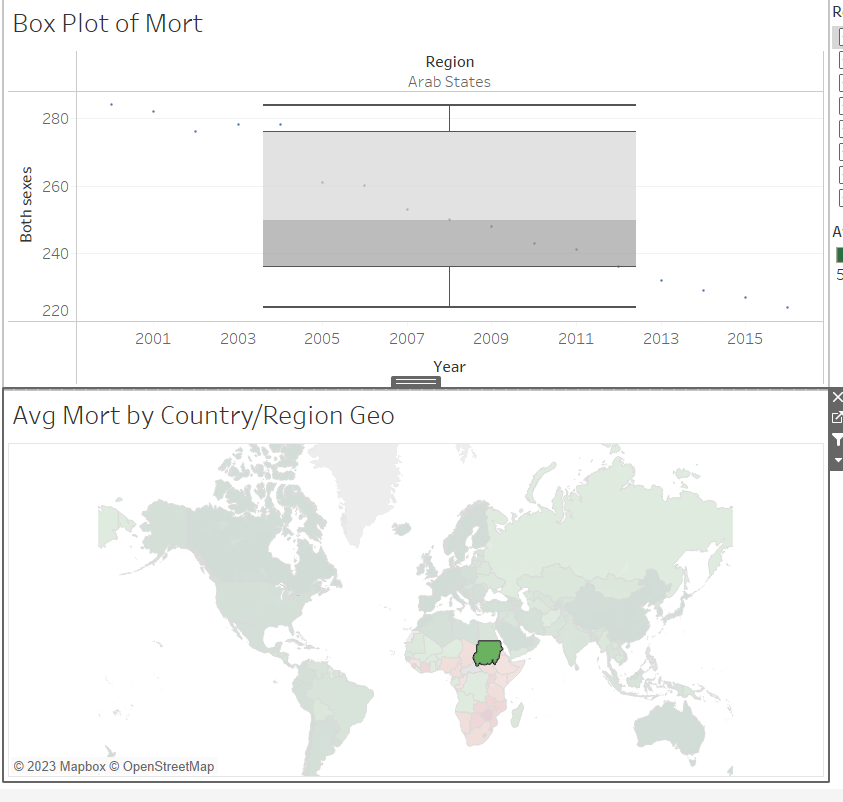 Box Plot of Mort
Region
Arab States
Both sexes
280
260
240
220
2001 2003 2005 2007 2009 2011 2013 2015
Year
Avg Mort by Country/Region Geo
© 2023 Mapbox © OpenStreetMap